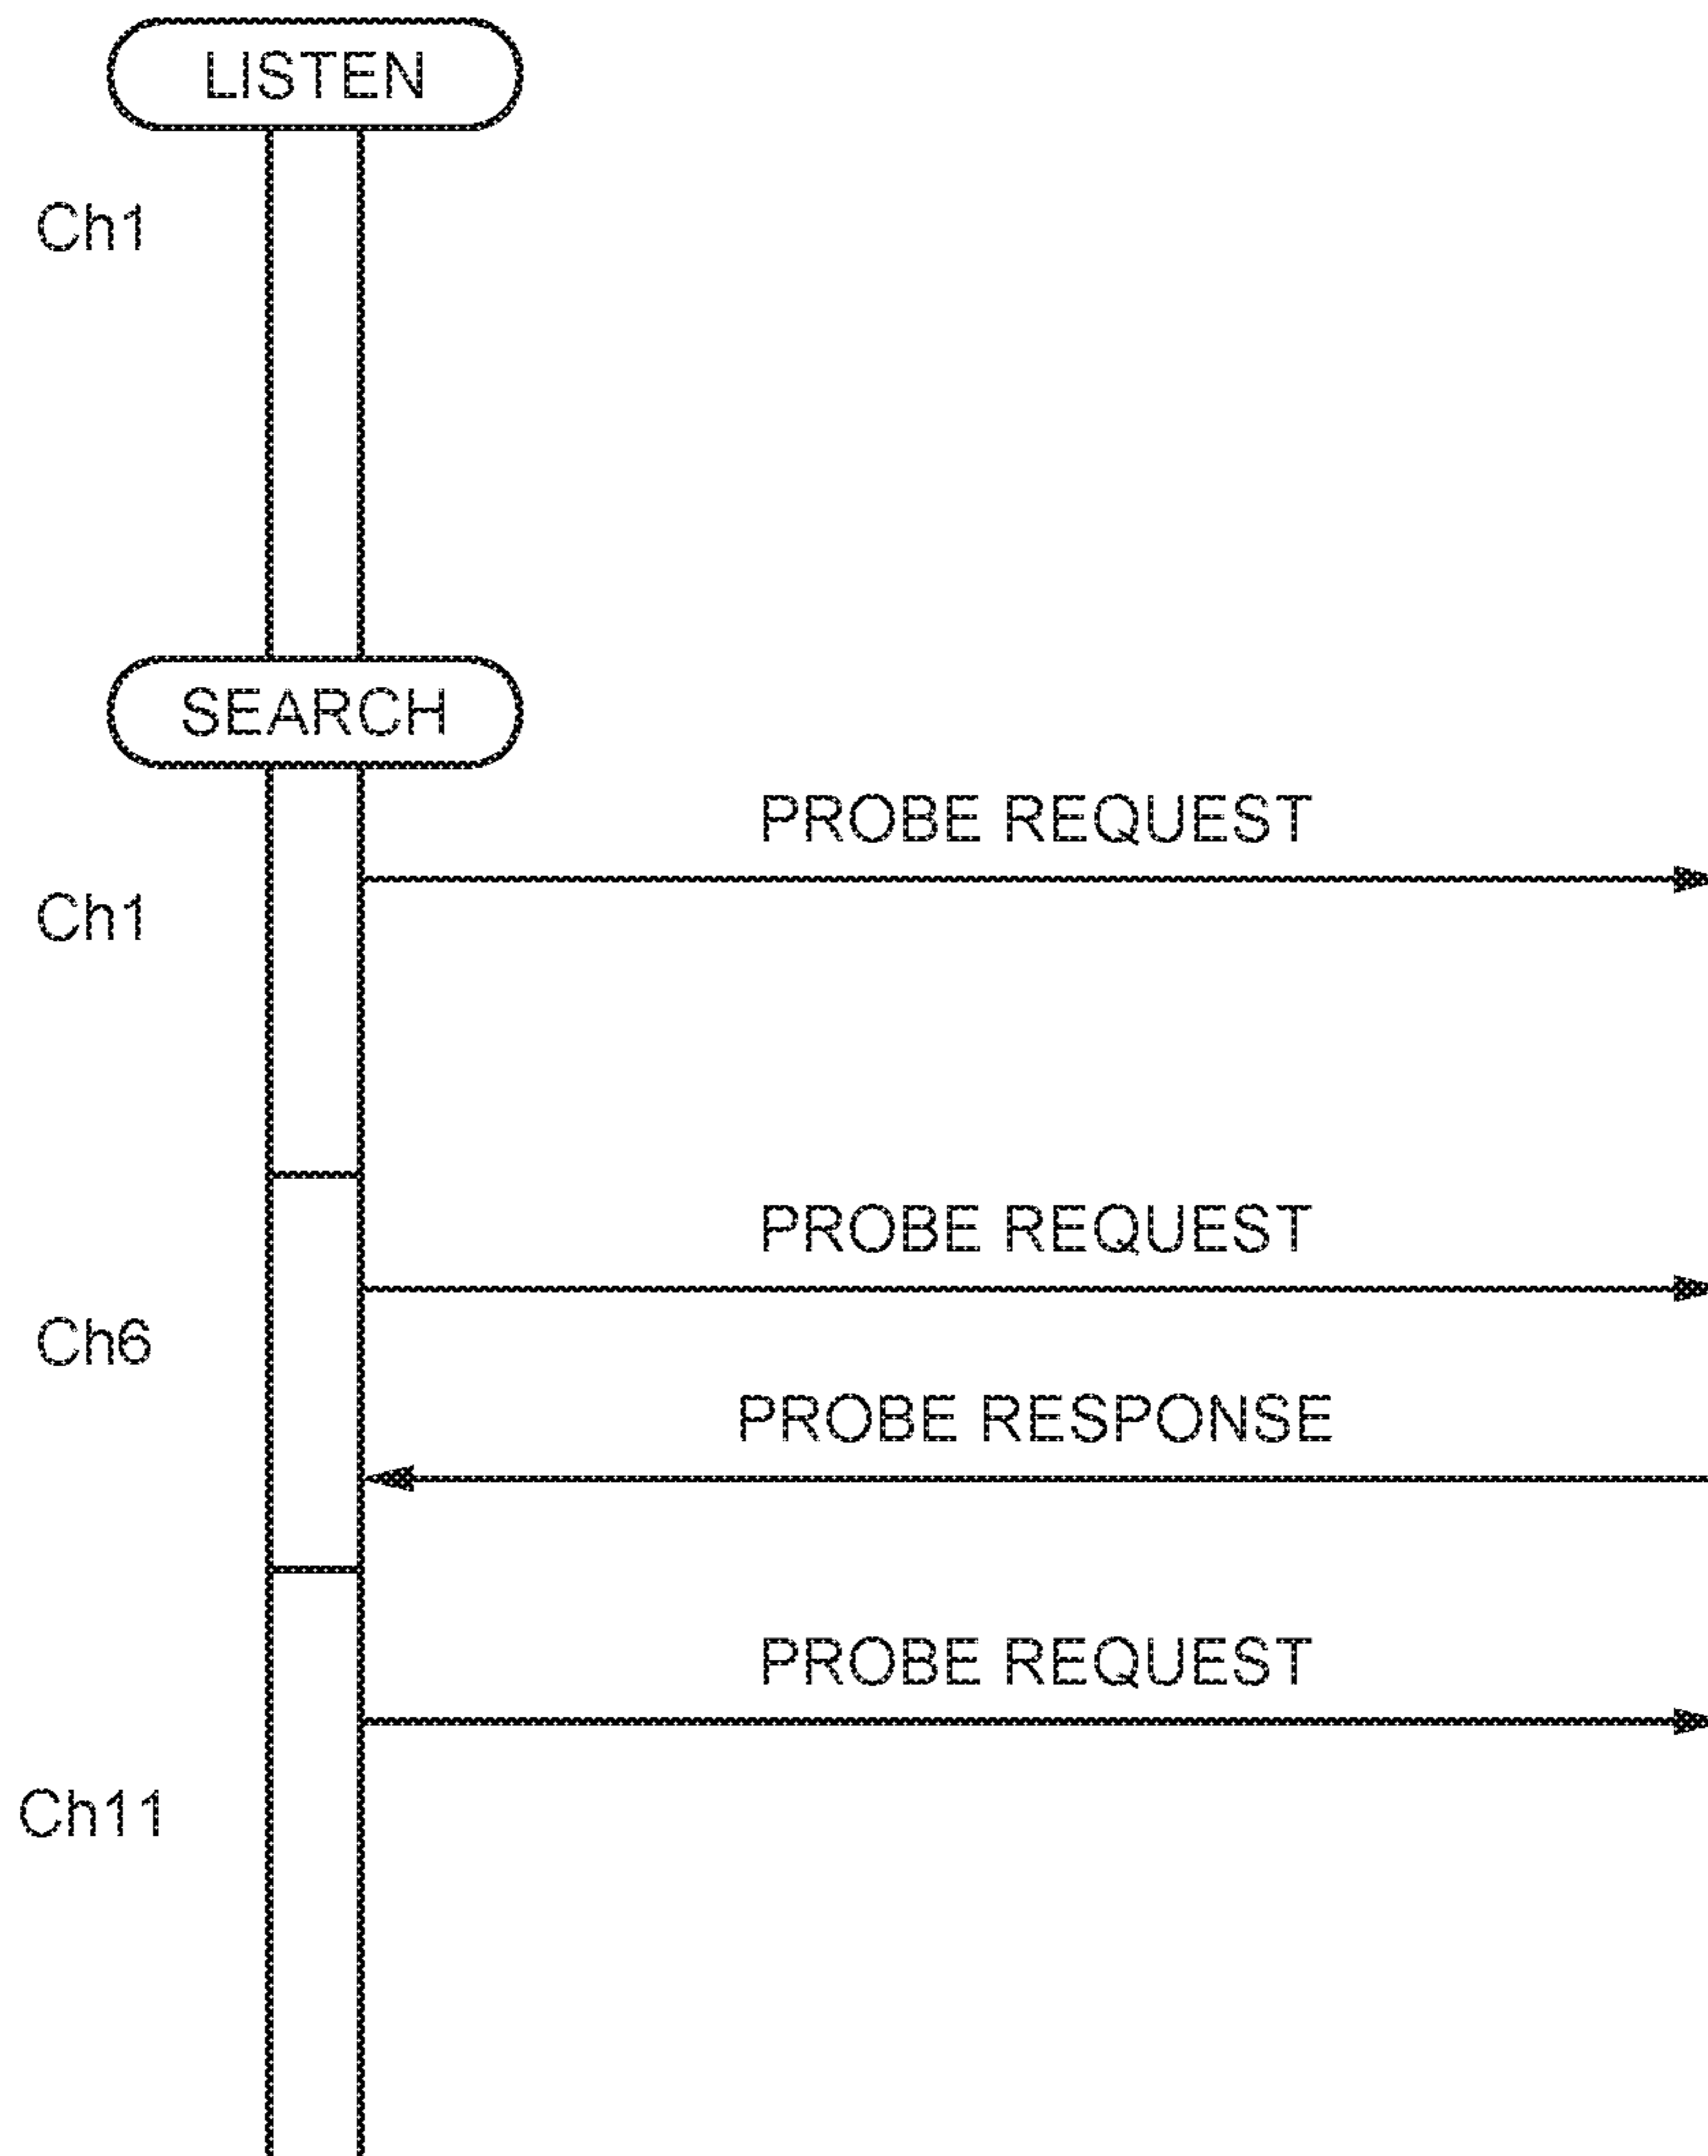 LISTEN
Ch1
SEARCH
PROBE REQUEST
Ch1
PROBE REQUEST
Ch6
PROBE RESPONSE
PROBE REQUEST
Ch11